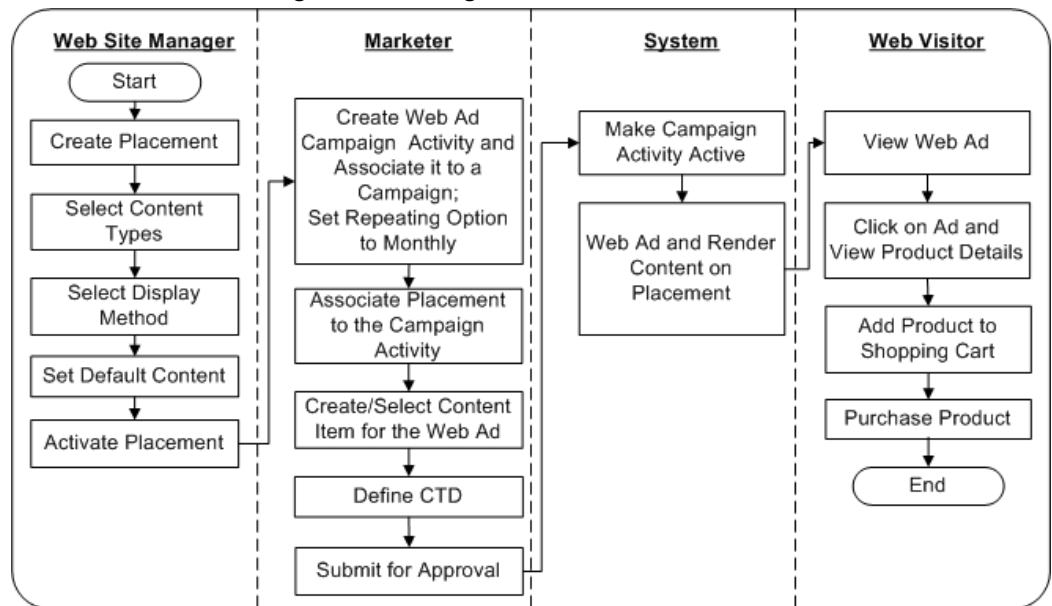 Web Site Manager
Start
Create Placement
Select Content
Types
Select Display
Method
Set Default Content
Activate Placement
Marketer
Create Web Ad
Campaign Activity and
Associate it to a
Campaign;
Set Repeating Option
to Monthly
Associate Placement
to the Campaign
Activity
Create/Select Content
Item for the Web Ad
Define CTD
Submit for Approval
System
Make Campaign
Activity Active
Web Ad and Render
Content on
Placement
Web Visitor
View Web Ad
Click on Ad and
View Product Details
Add Product to
Shopping Cart
Purchase Product
End